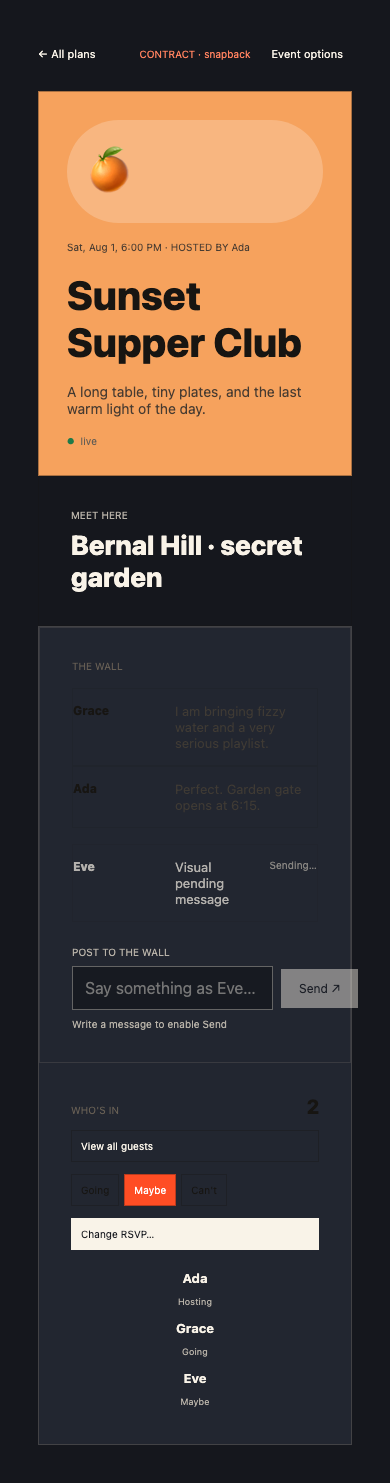 ← All plans
CONTRACT · snapback
Event options
Sat, Aug 1, 6:00 PM · HOSTED BY Ada
Sunset
Supper Club
A long table, tiny plates, and the last
warm light of the day.
live
MEET HERE
Bernal Hill · secret
garden
THE WALL
Grace
I am bringing fizzy
water and a very
serious playlist.
Ada
Perfect. Garden gate
opens at 6:15.
Eve
Visual
pending
message
Sending…
POST TO THE WALL
Say something as Eve…
Send ↗
Write a message to enable Send
WHO'S IN
2
View all guests
Going
Maybe
Can't
Change RSVP…
Ada
Hosting
Grace
Going
Eve
Maybe